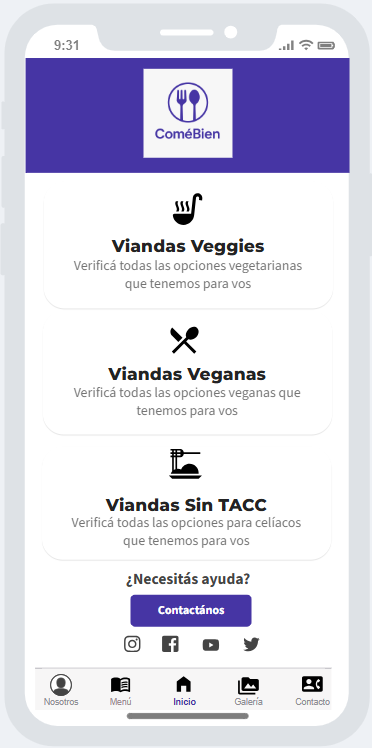 9:31
ComéBien
Viandas Veggies
Verificá todas las opciones vegetarianas
que tenemos para vos
Viandas Veganas
Verificá todas las opciones veganas que
tenemos para vos
Viandas Sin TACC
Verificá todas las opciones para celíacos
que tenemos para vos
¿Necesitás ayuda?
Contactános
Nosotros Menú Inicio Galería Contacto